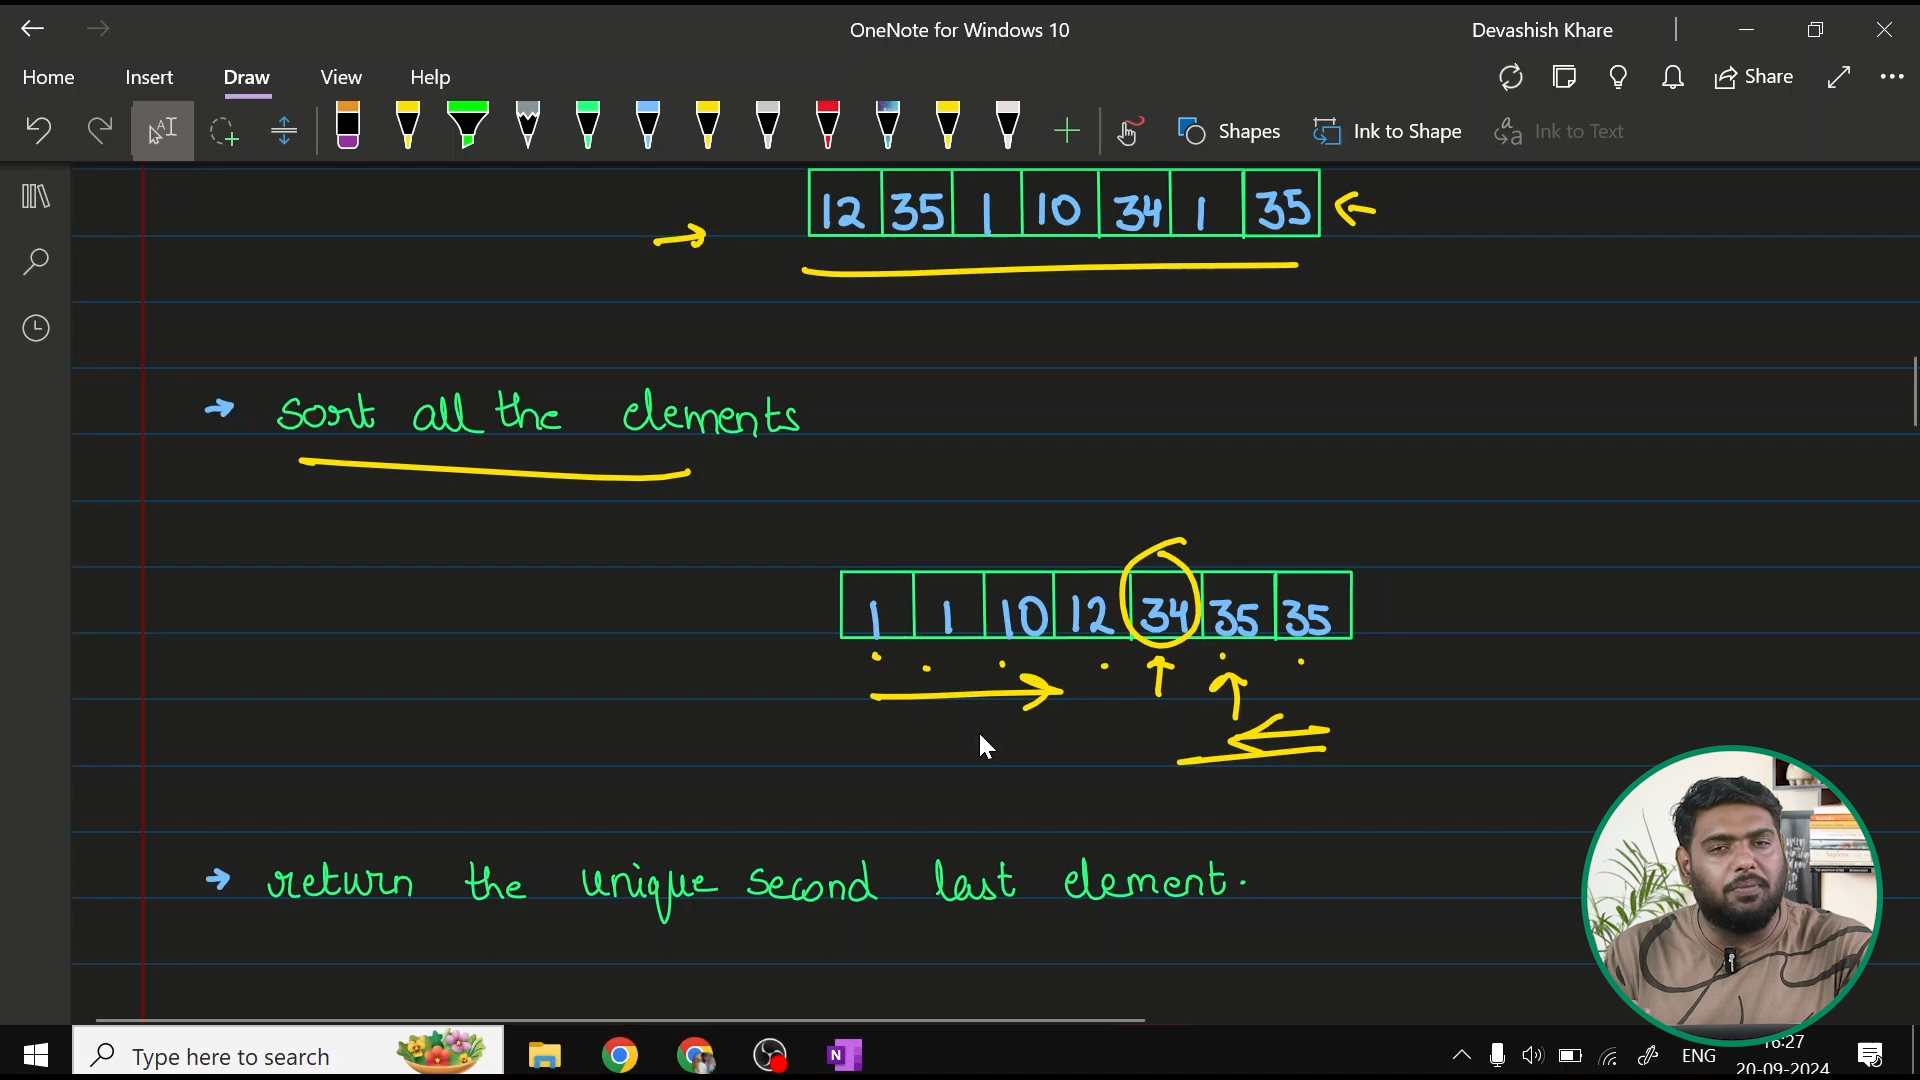 OneNote for Windows 10
Devashish Khare
Home Insert Draw View Help
Share
Shapes Ink to Shape Ink to Text
12 35 1 10 34 1 35
→ sort all the elements
1 1 10 12 34 35 35
→ return the unique second last element.
Type here to search
N
ENG
16:27
20-09-2024